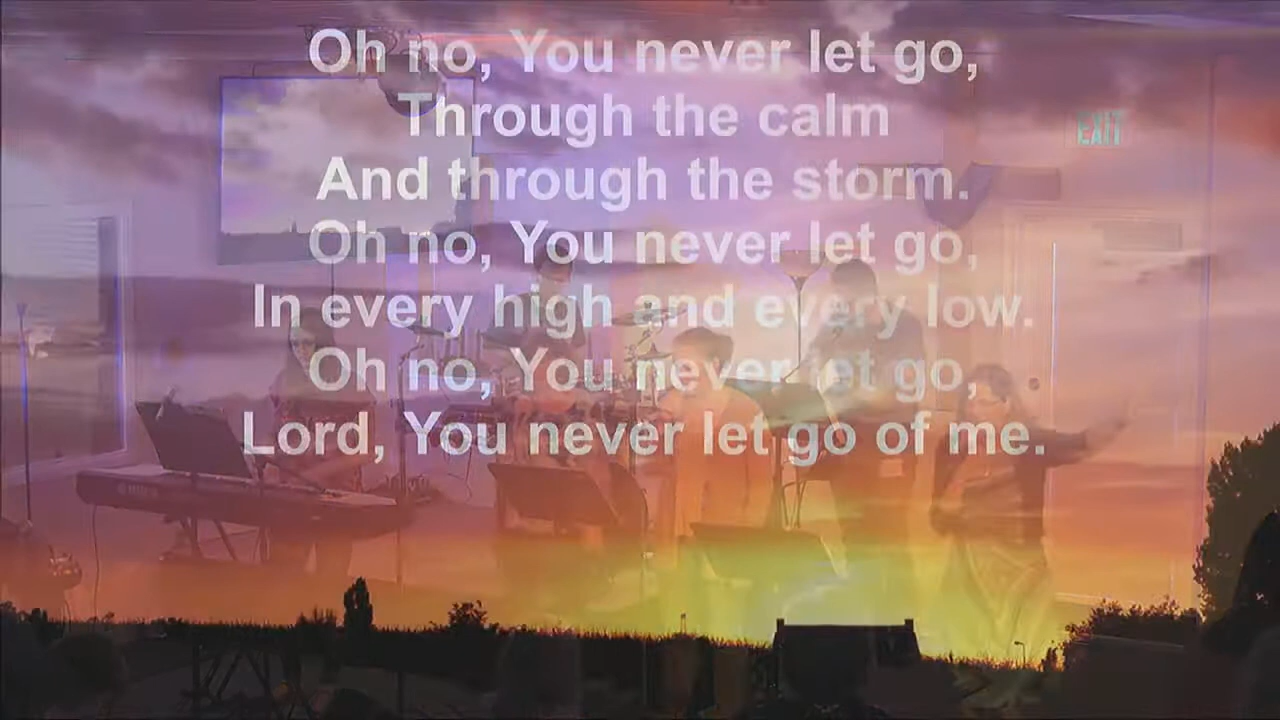 Oh no, You never let go,
Through the calm
And through the storm.
Oh no, You never let go,
In every high and every low.
Oh no, You never let go,
Lord, You never let go of me.
EXIT